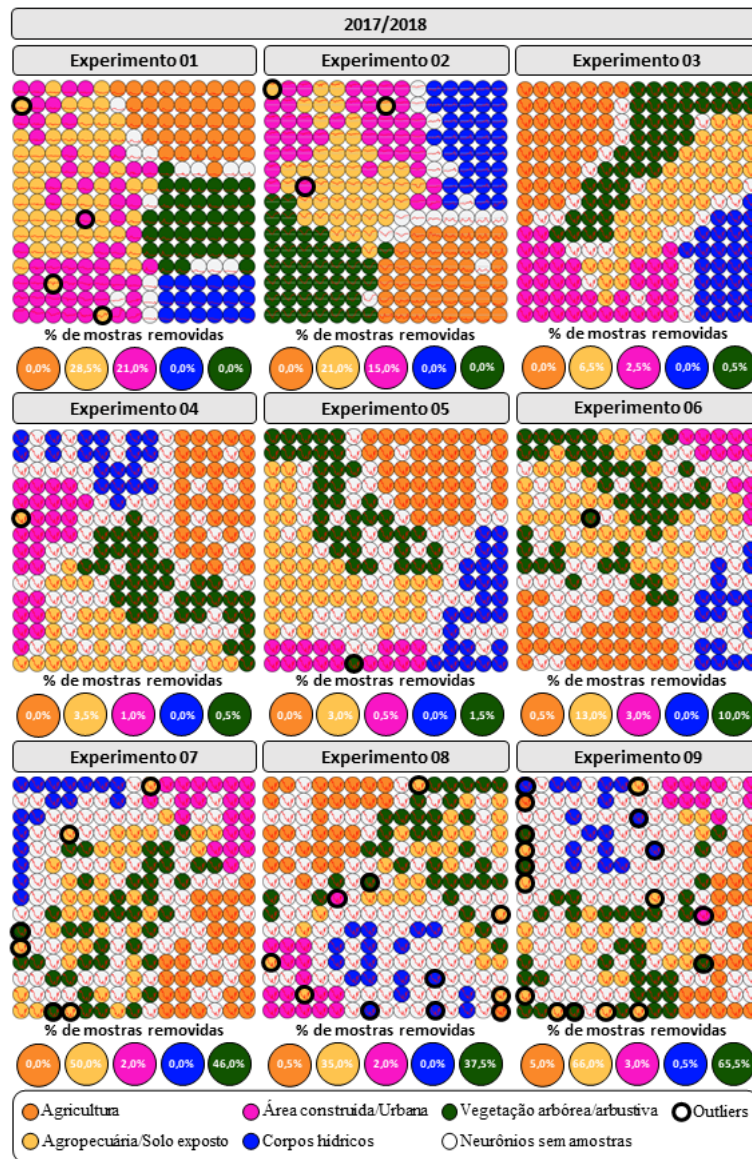 2017/2018
Experimento 01 Experimento 02 Experimento 03
% de mostras removidas % de mostras removidas % de mostras removidas
0,0% 28,5% 21,0% 0,0% 0,0% 0,0% 21,0% 15,0% 0,0% 0,0% 0,0% 6,5% 2,5% 0,0% 0,5%
Experimento 04 Experimento 05 Experimento 06
% de mostras removidas % de mostras removidas % de mostras removidas
0,0% 3,5% 1,0% 0,0% 0,5% 0,0% 3,0% 0,5% 0,0% 1,5% 0,5% 13,0% 3,0% 0,0% 10,0%
Experimento 07 Experimento 08 Experimento 09
% de mostras removidas % de mostras removidas % de mostras removidas
0,0% 50,0% 2,0% 0,0% 46,0% 0,5% 35,0% 2,0% 0,0% 37,5% 5,0% 66,0% 3,0% 0,5% 65,5%
Agricultura Área construída/Urbana Vegetação arbórea/arbustiva Outliers
Agropecuária/Solo exposto Corpos hídricos Neurônios sem amostras